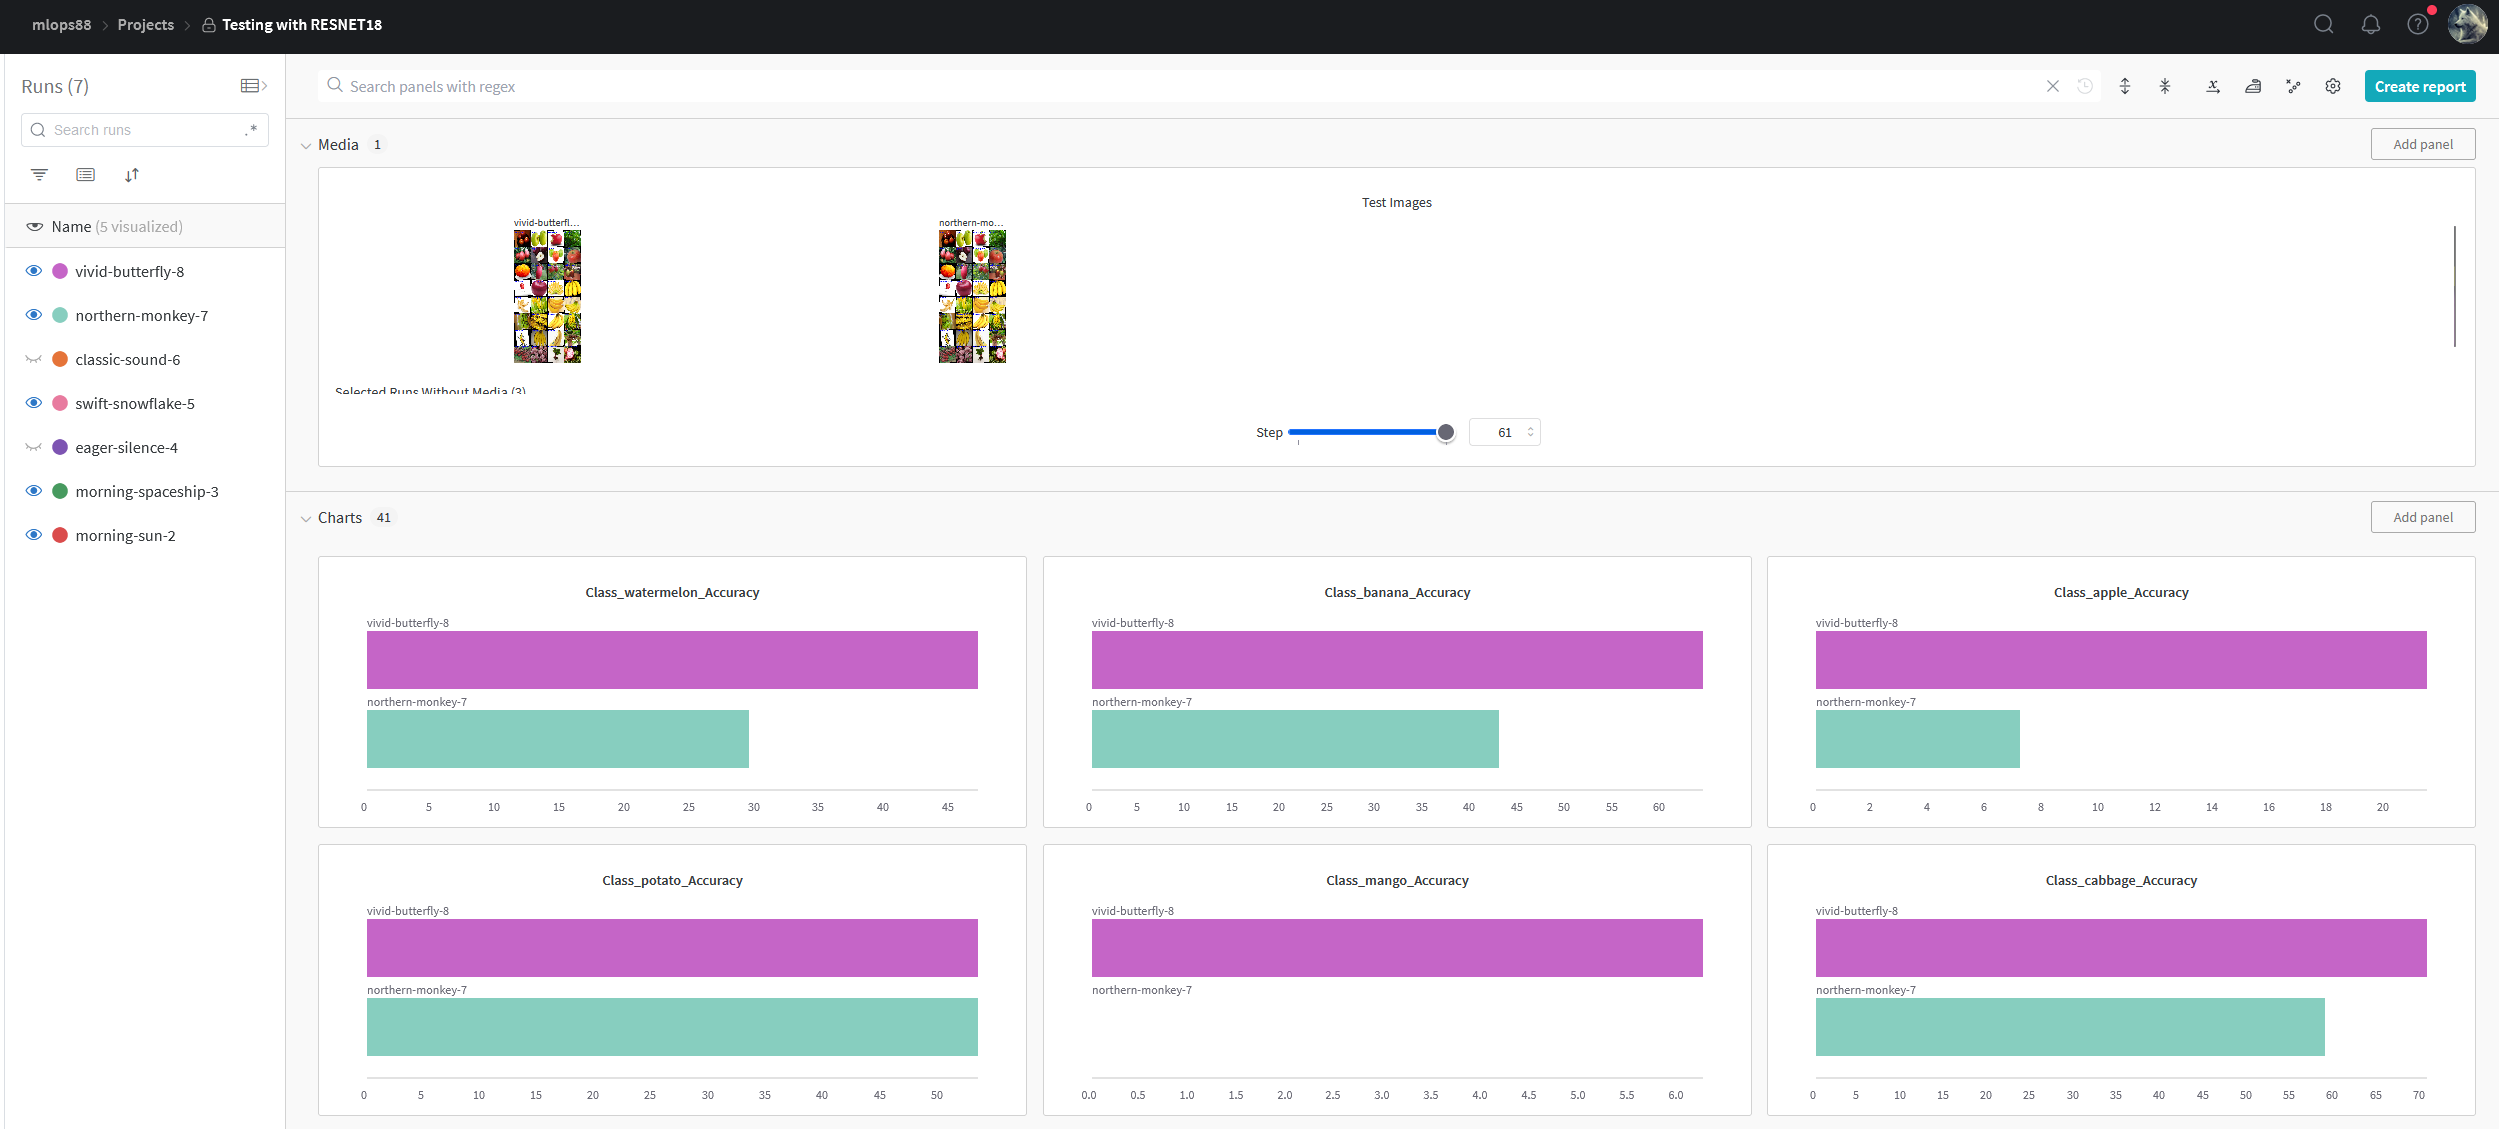 mlops88 > Projects > Testing with RESNET18
Runs (7)
Search runs
.*
Name (5 visualized)
vivid-butterfly-8
northern-monkey-7
classic-sound-6
swift-snowflake-5
eager-silence-4
morning-spaceship-3
morning-sun-2
Search panels with regex
Create report
Media 1
Add panel
Test Images
vivid-butterfl...
northern-mo...
Selected Runs Without Media (3)
Step 61
Charts 41
Add panel
Class_watermelon_Accuracy
vivid-butterfly-8
northern-monkey-7
0 5 10 15 20 25 30 35 40 45
Class_banana_Accuracy
vivid-butterfly-8
northern-monkey-7
0 5 10 15 20 25 30 35 40 45 50 55 60
Class_apple_Accuracy
vivid-butterfly-8
northern-monkey-7
0 2 4 6 8 10 12 14 16 18 20
Class_potato_Accuracy
vivid-butterfly-8
northern-monkey-7
0 5 10 15 20 25 30 35 40 45 50
Class_mango_Accuracy
vivid-butterfly-8
northern-monkey-7
0.0 0.5 1.0 1.5 2.0 2.5 3.0 3.5 4.0 4.5 5.0 5.5 6.0
Class_cabbage_Accuracy
vivid-butterfly-8
northern-monkey-7
0 5 10 15 20 25 30 35 40 45 50 55 60 65 70